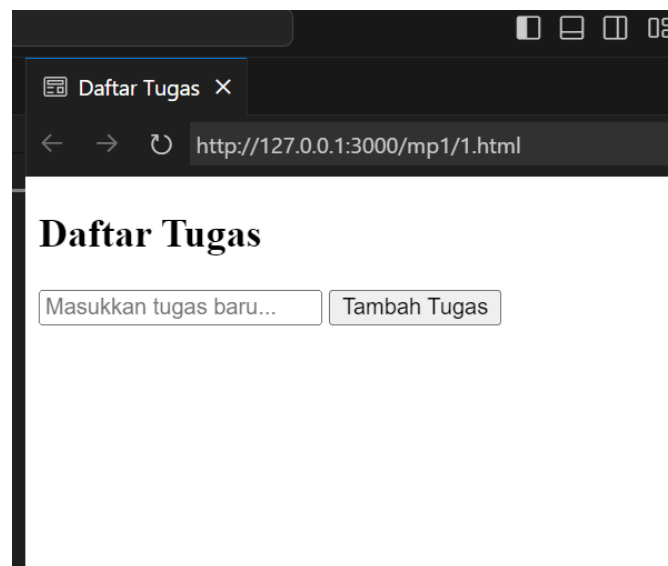 Daftar Tugas
http://127.0.0.1:3000/mp1/1.html
Daftar Tugas
Masukkan tugas baru... Tambah Tugas